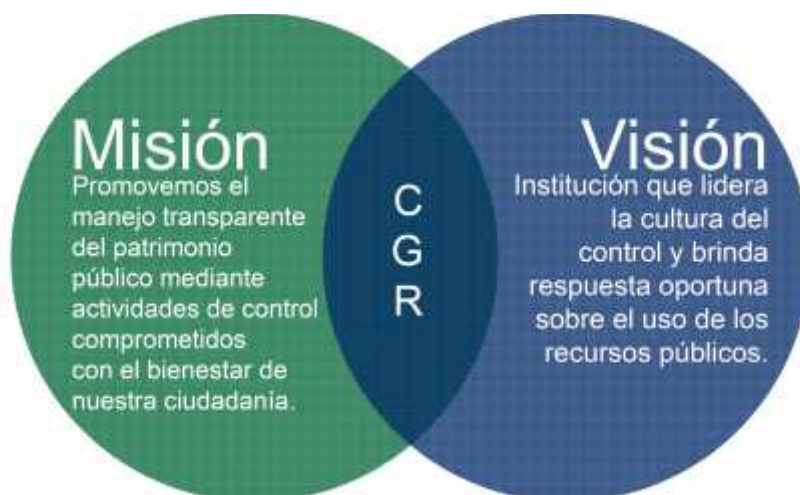 Misión
Promovemos el
manejo transparente
del patrimonio
público mediante
actividades de control
comprometidos
con el bienestar de
nuestra ciudadanía.
C
G
R
Visión
Institución que lidera
la cultura del
control y brinda
respuesta oportuna
sobre el uso de los
recursos públicos.